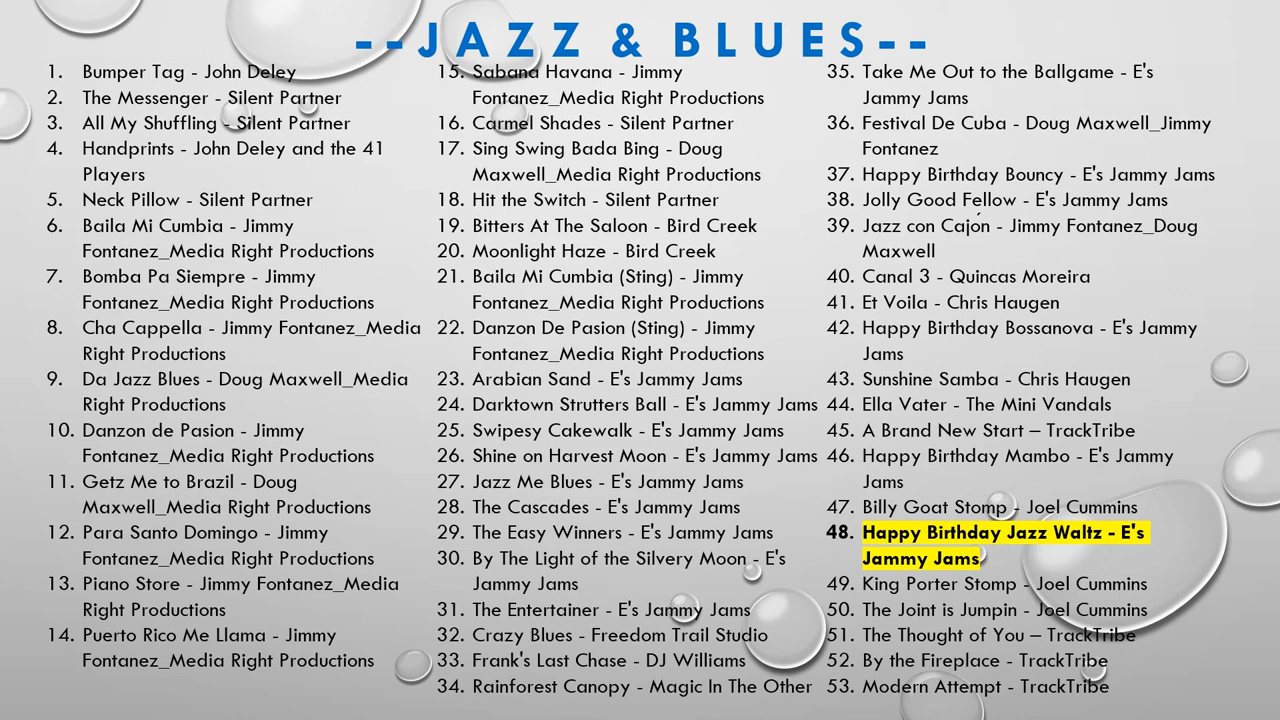 --JAZZ & BLUES--
1. Bumper Tag - John Deley
2. The Messenger - Silent Partner
3. All My Shuffling - Silent Partner
4. Handprints - John Deley and the 41
Players
5. Neck Pillow - Silent Partner
6. Baila Mi Cumbia - Jimmy
Fontanez_Media Right Productions
7. Bomba Pa Siempre - Jimmy
Fontanez_Media Right Productions
8. Cha Cappella - Jimmy Fontanez_Media
Right Productions
9. Da Jazz Blues - Doug Maxwell_Media
Right Productions
10. Danzon de Pasion - Jimmy
Fontanez_Media Right Productions
11. Getz Me to Brazil - Doug
Maxwell_Media Right Productions
12. Para Santo Domingo - Jimmy
Fontanez_Media Right Productions
13. Piano Store - Jimmy Fontanez_Media
Right Productions
14. Puerto Rico Me Llama - Jimmy
Fontanez_Media Right Productions
15. Sabana Havana - Jimmy
Fontanez_Media Right Productions
16. Carmel Shades - Silent Partner
17. Sing Swing Bada Bing - Doug
Maxwell_Media Right Productions
18. Hit the Switch - Silent Partner
19. Bitters At The Saloon - Bird Creek
20. Moonlight Haze - Bird Creek
21. Baila Mi Cumbia (Sting) - Jimmy
Fontanez_Media Right Productions
22. Danzon De Pasion (Sting) - Jimmy
Fontanez_Media Right Productions
23. Arabian Sand - E's Jammy Jams
24. Darktown Strutters Ball - E's Jammy Jams
25. Swipesy Cakewalk - E's Jammy Jams
26. Shine on Harvest Moon - E's Jammy Jams
27. Jazz Me Blues - E's Jammy Jams
28. The Cascades - E's Jammy Jams
29. The Easy Winners - E's Jammy Jams
30. By The Light of the Silvery Moon - E's
Jammy Jams
31. The Entertainer - E's Jammy Jams
32. Crazy Blues - Freedom Trail Studio
33. Frank's Last Chase - DJ Williams
34. Rainforest Canopy - Magic In The Other
35. Take Me Out to the Ballgame - E's
Jammy Jams
36. Festival De Cuba - Doug Maxwell_Jimmy
Fontanez
37. Happy Birthday Bouncy - E's Jammy Jams
38. Jolly Good Fellow - E's Jammy Jams
39. Jazz con Cajón - Jimmy Fontanez_Doug
Maxwell
40. Canal 3 - Quincas Moreira
41. Et Voila - Chris Haugen
42. Happy Birthday Bossanova - E's Jammy
Jams
43. Sunshine Samba - Chris Haugen
44. Ella Vater - The Mini Vandals
45. A Brand New Start – TrackTribe
46. Happy Birthday Mambo - E's Jammy
Jams
47. Billy Goat Stomp - Joel Cummins
48. Happy Birthday Jazz Waltz - E's
Jammy Jams
49. King Porter Stomp - Joel Cummins
50. The Joint is Jumpin - Joel Cummins
51. The Thought of You – TrackTribe
52. By the Fireplace - TrackTribe
53. Modern Attempt - TrackTribe